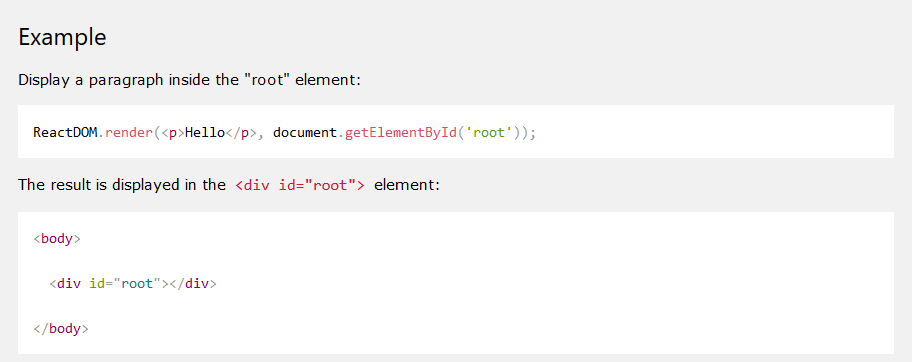 Example
Display a paragraph inside the "root" element:
ReactDOM.render(<p>Hello</p>, document.getElementById('root'));
The result is displayed in the <div id="root"> element:
<body>
<div id="root"></div>
</body>